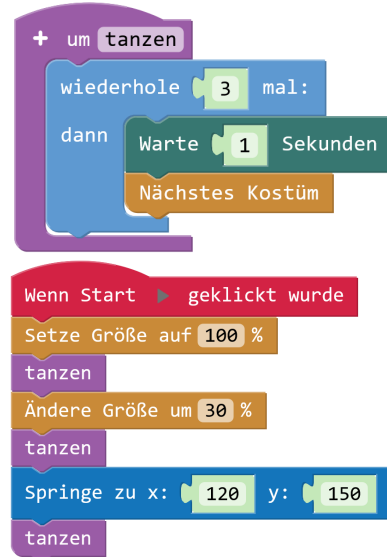 + um tanzen
wiederhole 3 mal:
dann Warte 1 Sekunden
Nächstes Kostüm
Wenn Start geklickt wurde
Setze Größe auf 100 %
tanzen
Ändere Größe um 30 %
tanzen
Springe zu x: 120 y: 150
tanzen